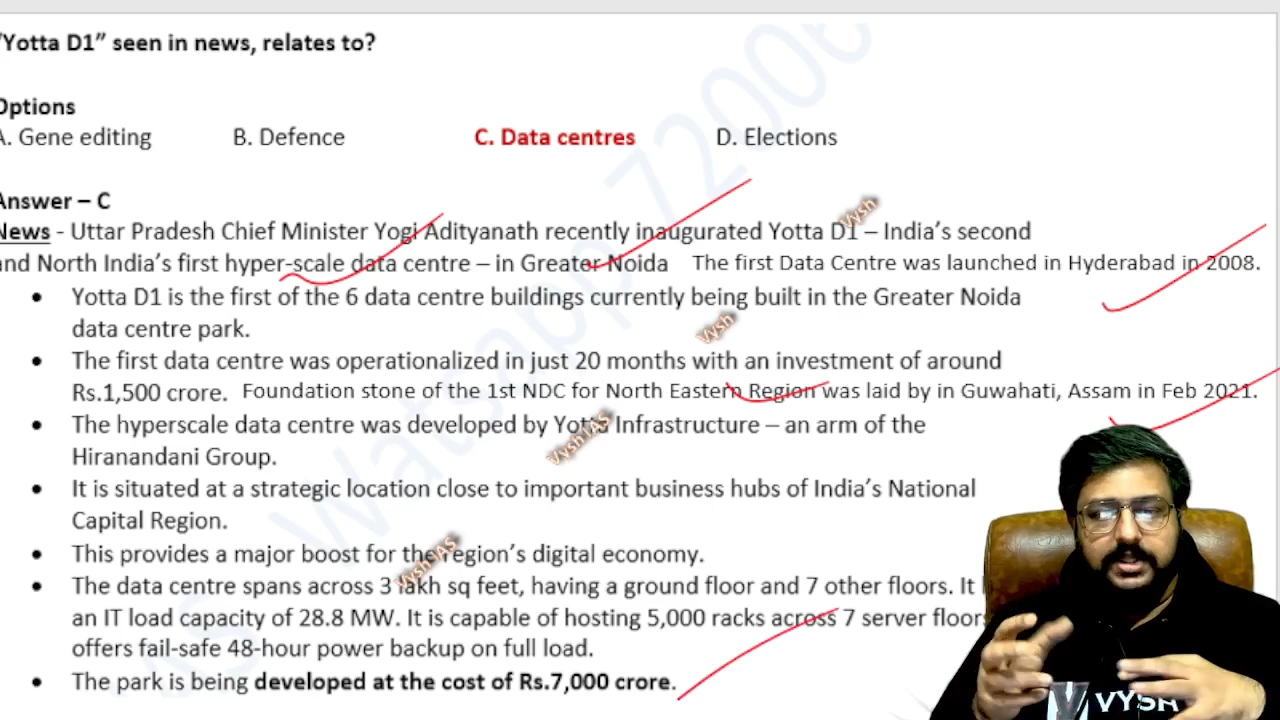 "Yotta D1" seen in news, relates to?
Options
A. Gene editing B. Defence C. Data centres D. Elections
Answer – C
News - Uttar Pradesh Chief Minister Yogi Adityanath recently inaugurated Yotta D1 – India's second
and North India's first hyper-scale data centre – in Greater Noida The first Data Centre was launched in Hyderabad in 2008.
• Yotta D1 is the first of the 6 data centre buildings currently being built in the Greater Noida
data centre park.
• The first data centre was operationalized in just 20 months with an investment of around
Rs.1,500 crore. Foundation stone of the 1st NDC for North Eastern Region was laid by in Guwahati, Assam in Feb 2021.
• The hyperscale data centre was developed by Yotta Infrastructure – an arm of the
Hiranandani Group.
• It is situated at a strategic location close to important business hubs of India's National
Capital Region.
• This provides a major boost for the region's digital economy.
• The data centre spans across 3 lakh sq feet, having a ground floor and 7 other floors. It
an IT load capacity of 28.8 MW. It is capable of hosting 5,000 racks across 7 server floors
offers fail-safe 48-hour power backup on full load.
• The park is being developed at the cost of Rs.7,000 crore.
Vysh
Vysh
Vysh IAS
Vysh IAS
VYSH